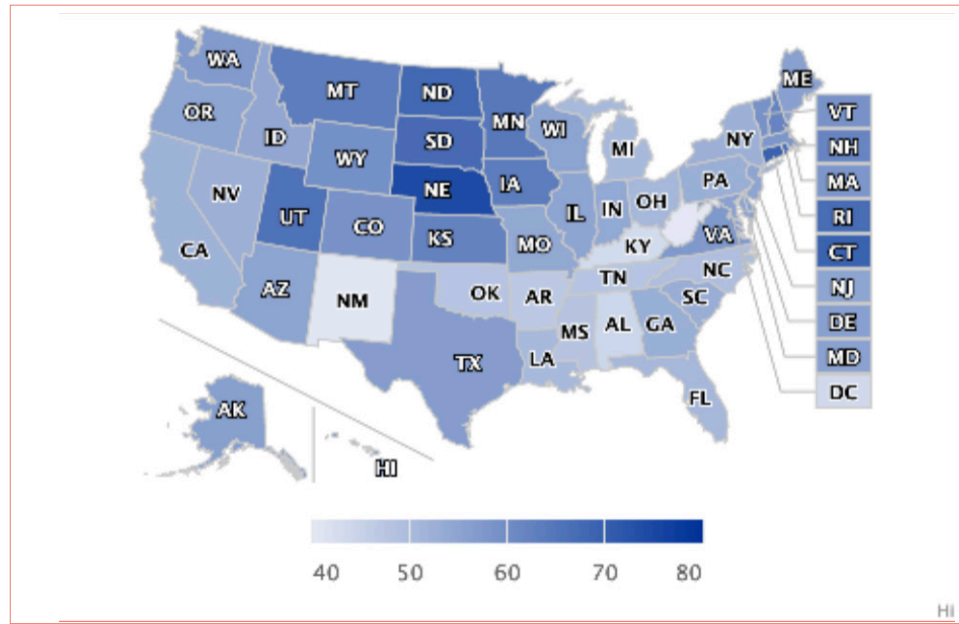 WA
ME
MT
ND
VT
OR
MN
ID
SD
WI
NY
NH
WY
MI
MA
NE
IA
PA
NV
OH
RI
UT
IL
IN
CO
VA
KS
MO
KY
CA
CT
NC
TN
NJ
AZ
OK
AR
SC
NM
DE
MS
AL
GA
LA
MD
TX
DC
FL
AK
HI
40 50 60 70 80
Hi